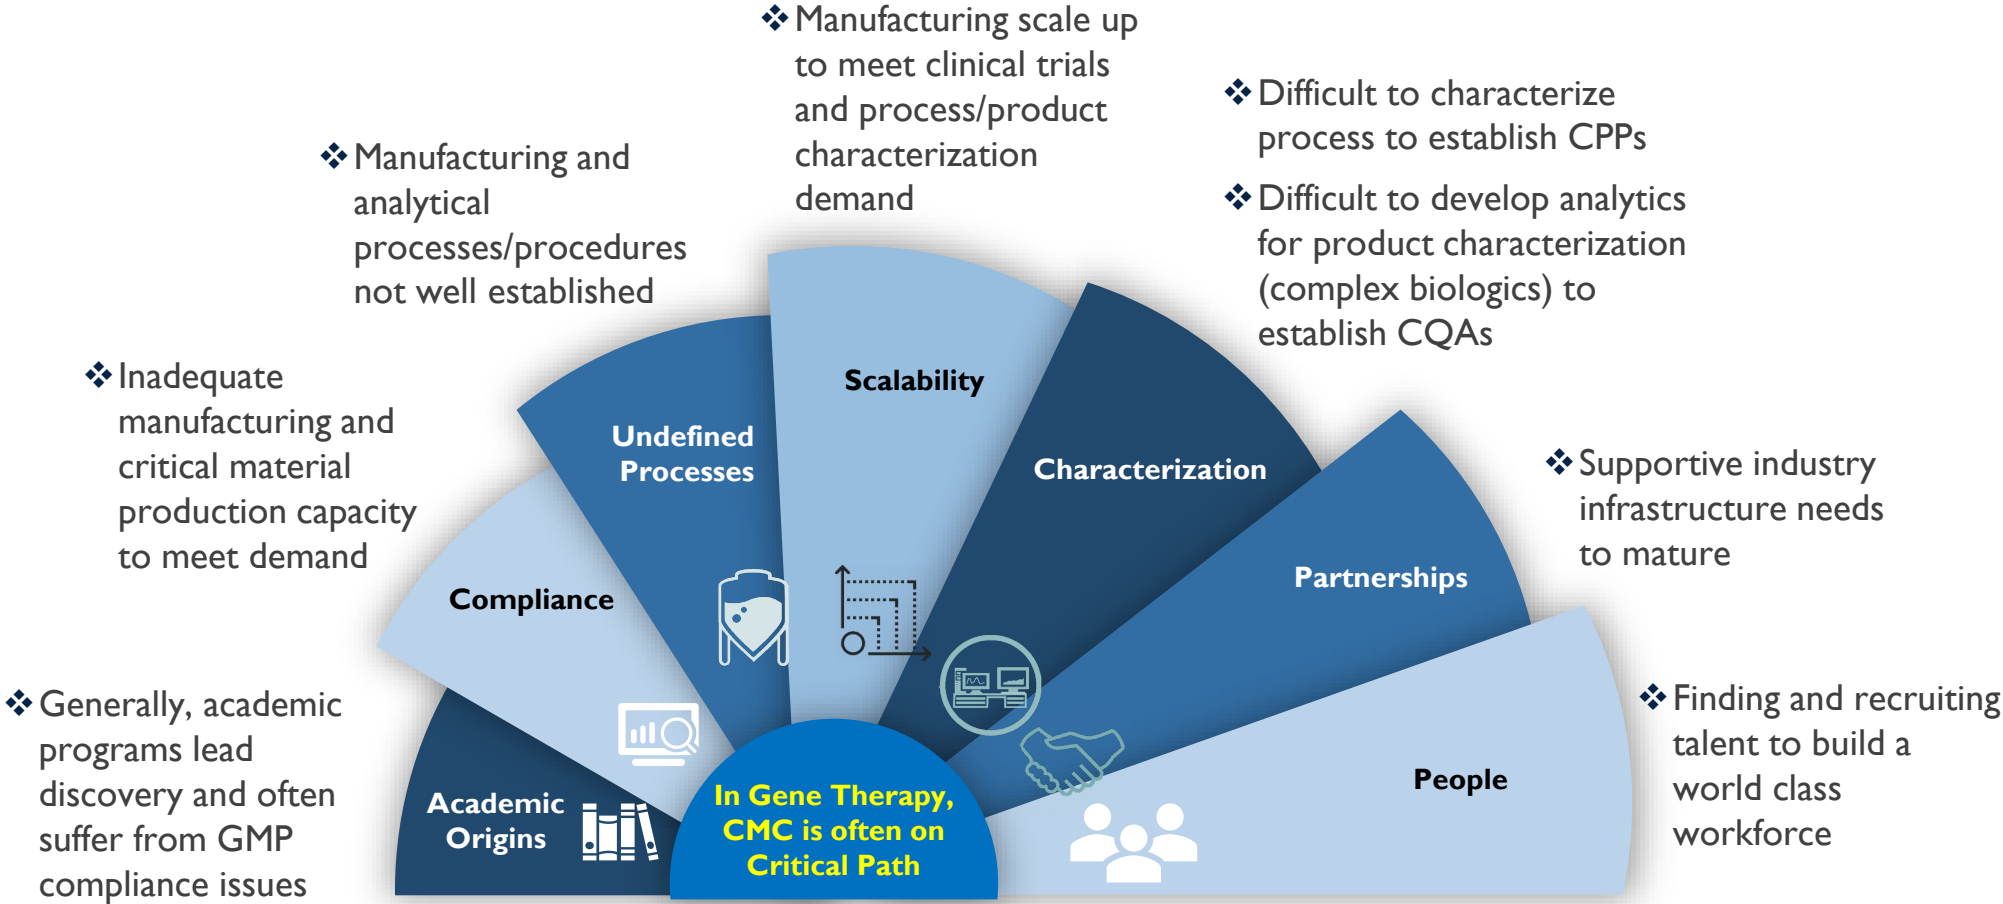 ❖ Generally, academic
programs lead
discovery and often
suffer from GMP
compliance issues
❖ Inadequate
manufacturing and
critical material
production capacity
to meet demand
❖ Manufacturing and
analytical
processes/procedures
not well established
❖ Manufacturing scale up
to meet clinical trials
and process/product
characterization
demand
❖ Difficult to characterize
process to establish CPPs
❖ Difficult to develop analytics
for product characterization
(complex biologics) to
establish CQAs
❖ Supportive industry
infrastructure needs
to mature
❖ Finding and recruiting
talent to build a
world class
workforce
Academic
Origins
Compliance
Undefined
Processes
Scalability
Characterization
Partnerships
People
In Gene Therapy,
CMC is often on
Critical Path